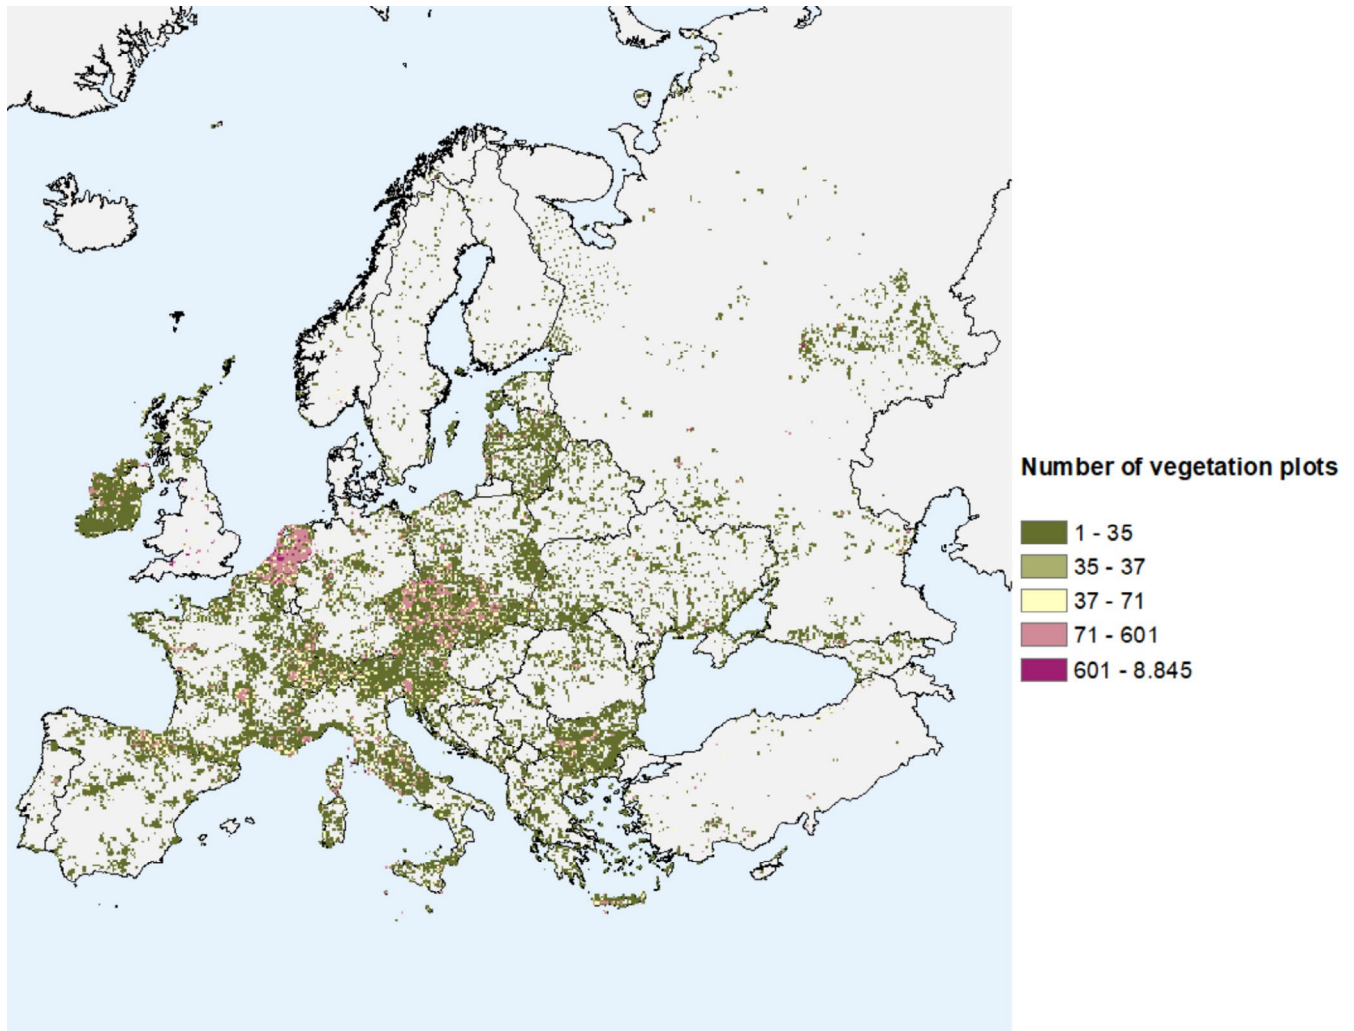 Number of vegetation plots
1 - 35
35 - 37
37 - 71
71 - 601
601 - 8.845